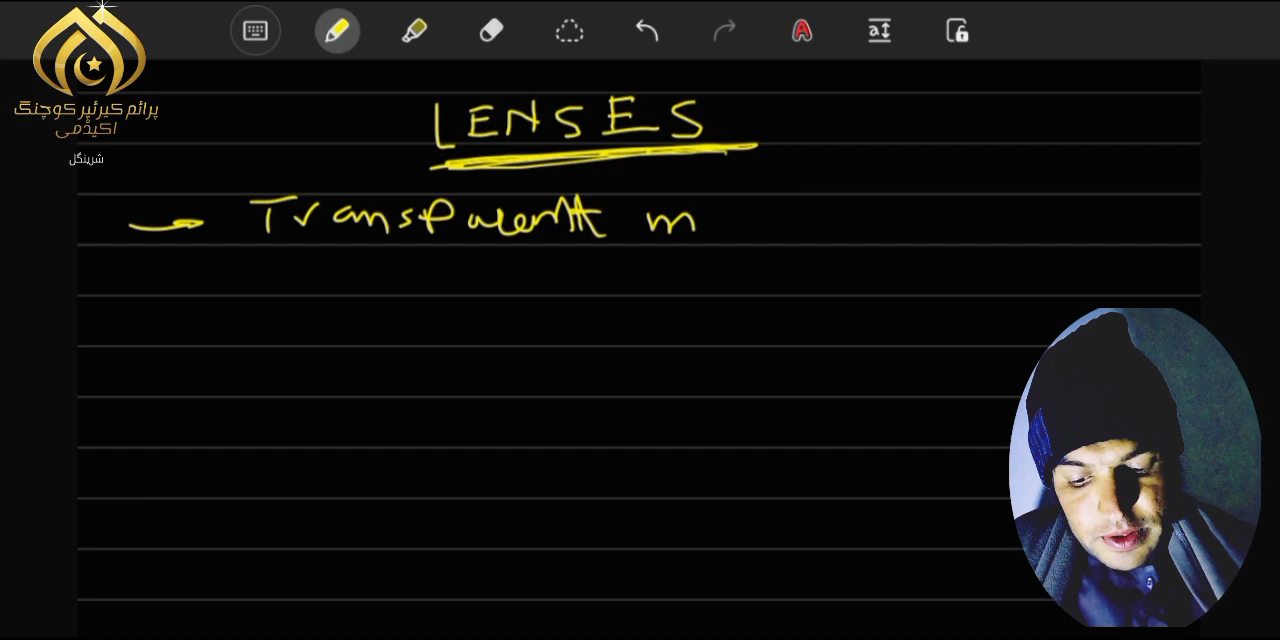 پرائم کیرئیر کوچنگ
اکیڈمی
شرینگل
LENSES
→ Transparent m